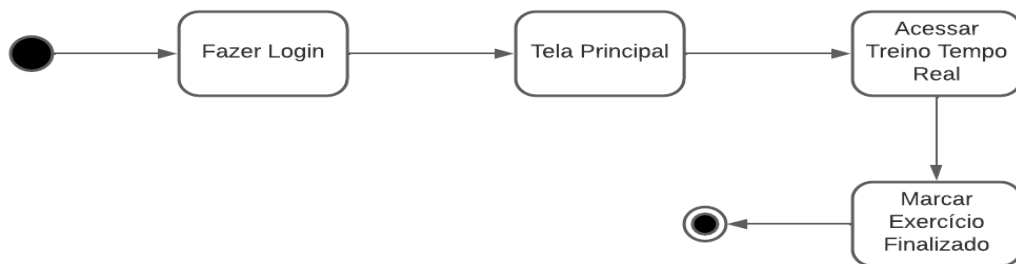 Fazer Login
Tela Principal
Acessar
Treino Tempo
Real
Marcar
Exercício
Finalizado